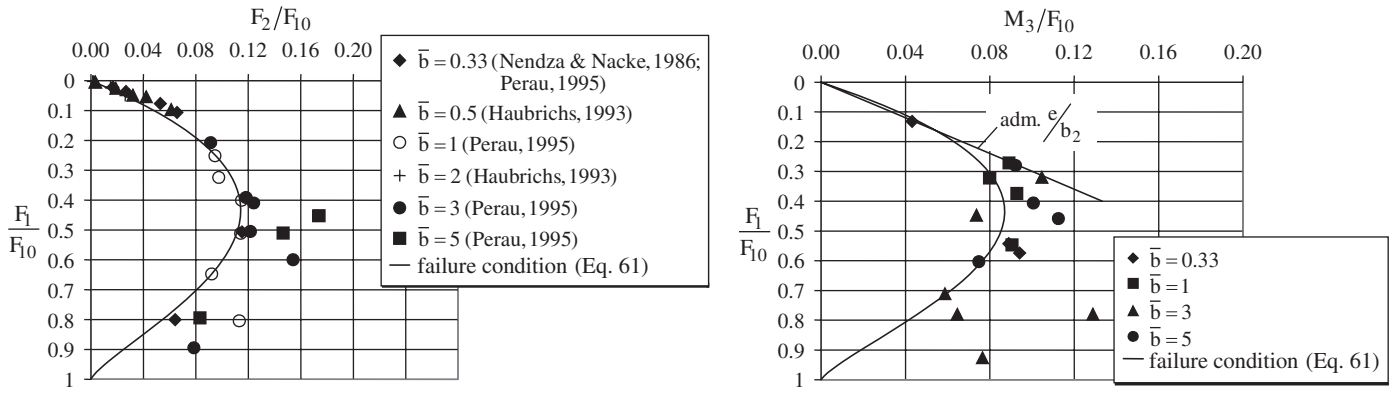 F2/F10
0.00 0.04 0.08 0.12 0.16 0.20
0
0.1
0.2
0.3
0.4
0.5
0.6
0.7
0.8
0.9
1
F1/F10
b̅ = 0.33 (Nendza & Nacke, 1986;
Perau, 1995)
b̅ = 0.5 (Haubrichs, 1993)
b̅ = 1 (Perau, 1995)
b̅ = 2 (Haubrichs, 1993)
b̅ = 3 (Perau, 1995)
b̅ = 5 (Perau, 1995)
failure condition (Eq. 61)
M3/F10
0.00 0.04 0.08 0.12 0.16 0.20
0
0.1
0.2
0.3
0.4
0.5
0.6
0.7
0.8
0.9
1
F1/F10
adm. e/b2
b̅ = 0.33
b̅ = 1
b̅ = 3
b̅ = 5
failure condition (Eq. 61)